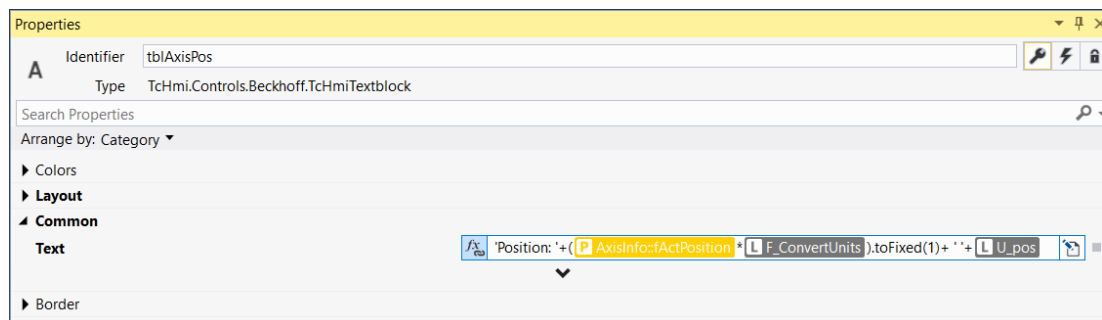 Properties
Identifier tblAxisPos
A
Type TcHmi.Controls.Beckhoff.TcHmiTextblock
Search Properties
Arrange by: Category
Colors
Layout
Common
Text fx 'Position: '+( P AxisInfo::fActPosition * L F_ConvertUnits ).toFixed(1)+ ' '+ L U_pos
Border